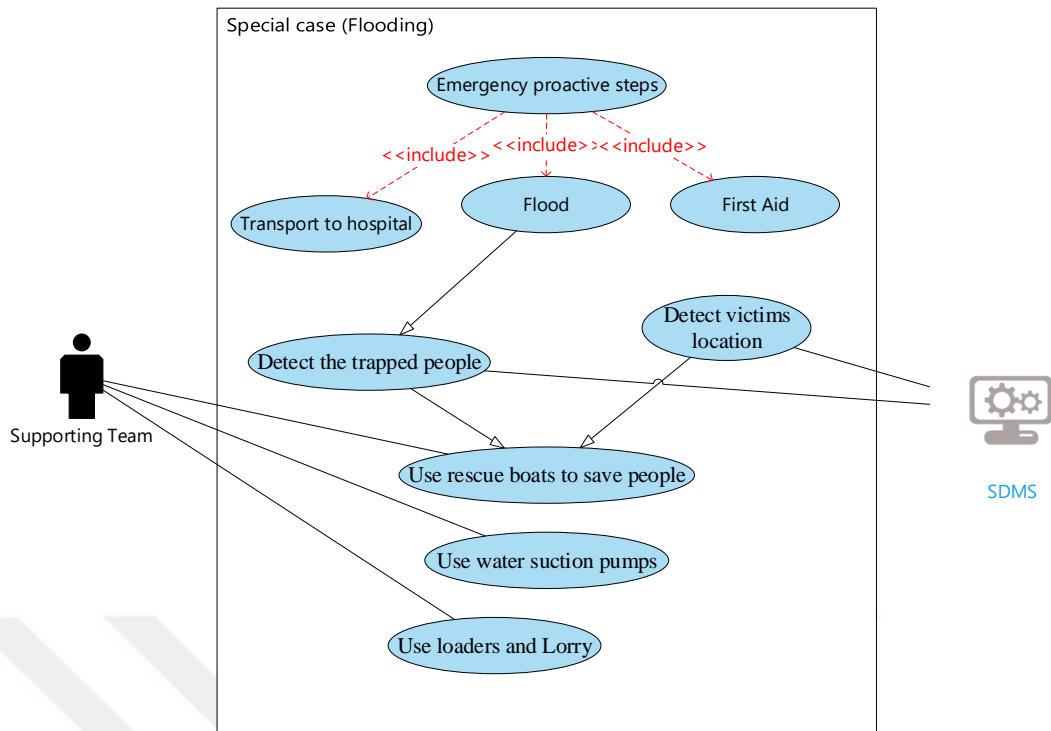 Special case (Flooding)
Emergency proactive steps
<<include>>
<<include>>
<<include>>
Transport to hospital
Flood
First Aid
Detect victims
location
Detect the trapped people
Supporting Team
Use rescue boats to save people
SDMS
Use water suction pumps
Use loaders and Lorry